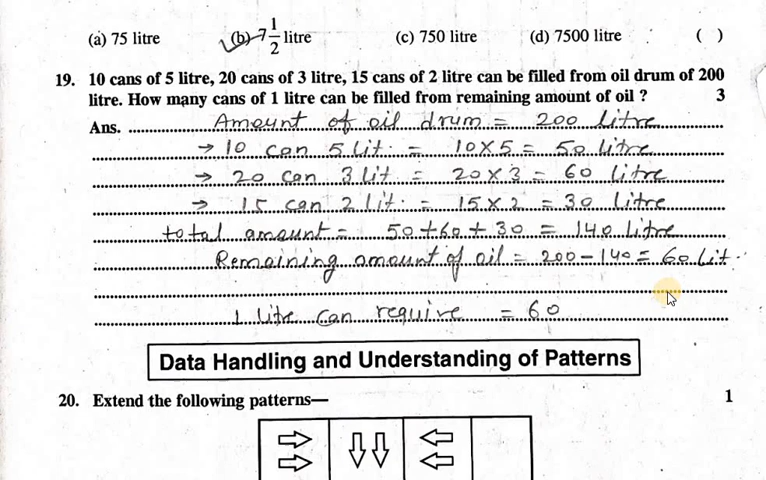 (a) 75 litre (b) 7 1/2 litre (c) 750 litre (d) 7500 litre ( )
19. 10 cans of 5 litre, 20 cans of 3 litre, 15 cans of 2 litre can be filled from oil drum of 200
litre. How many cans of 1 litre can be filled from remaining amount of oil ? 3
Ans. Amount of oil drum = 200 litre
→ 10 can 5 lit. = 10×5 = 50 litre
→ 20 can 3 lit = 20×3 = 60 litre
→ 15 can 2 lit. = 15×2 = 30 litre
total amount = 50+60+30 = 140 litre
Remaining amount of oil = 200-140 = 60 lit.
1 litre can require = 60
Data Handling and Understanding of Patterns
20. Extend the following patterns— 1